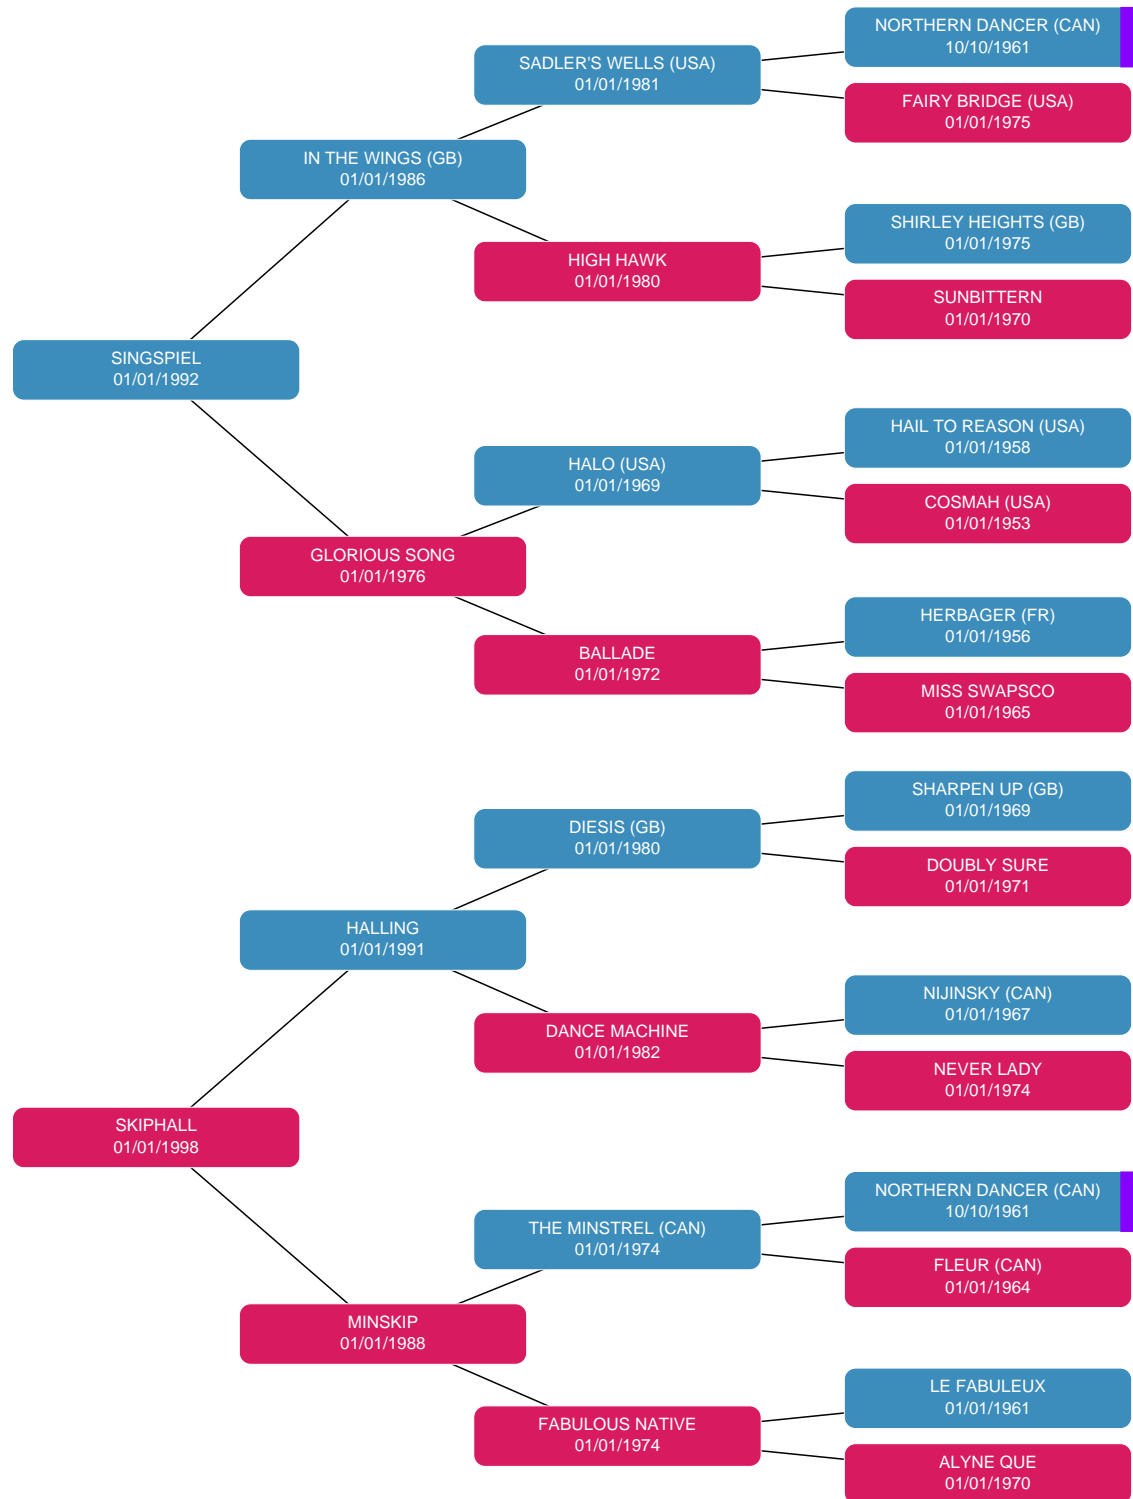 NORTHERN DANCER (CAN)
10/10/1961
SADLER'S WELLS (USA)
01/01/1981
FAIRY BRIDGE (USA)
01/01/1975
IN THE WINGS (GB)
01/01/1986
SHIRLEY HEIGHTS (GB)
01/01/1975
HIGH HAWK
01/01/1980
SUNBITTERN
01/01/1970
SINGSPIEL
01/01/1992
HAIL TO REASON (USA)
01/01/1958
HALO (USA)
01/01/1969
COSMAH (USA)
01/01/1953
GLORIOUS SONG
01/01/1976
HERBAGER (FR)
01/01/1956
BALLADE
01/01/1972
MISS SWAPSCO
01/01/1965
SHARPEN UP (GB)
01/01/1969
DIESIS (GB)
01/01/1980
DOUBLY SURE
01/01/1971
HALLING
01/01/1991
NIJINSKY (CAN)
01/01/1967
DANCE MACHINE
01/01/1982
NEVER LADY
01/01/1974
SKIPHALL
01/01/1998
NORTHERN DANCER (CAN)
10/10/1961
THE MINSTREL (CAN)
01/01/1974
FLEUR (CAN)
01/01/1964
MINSKIP
01/01/1988
LE FABULEUX
01/01/1961
FABULOUS NATIVE
01/01/1974
ALYNE QUE
01/01/1970